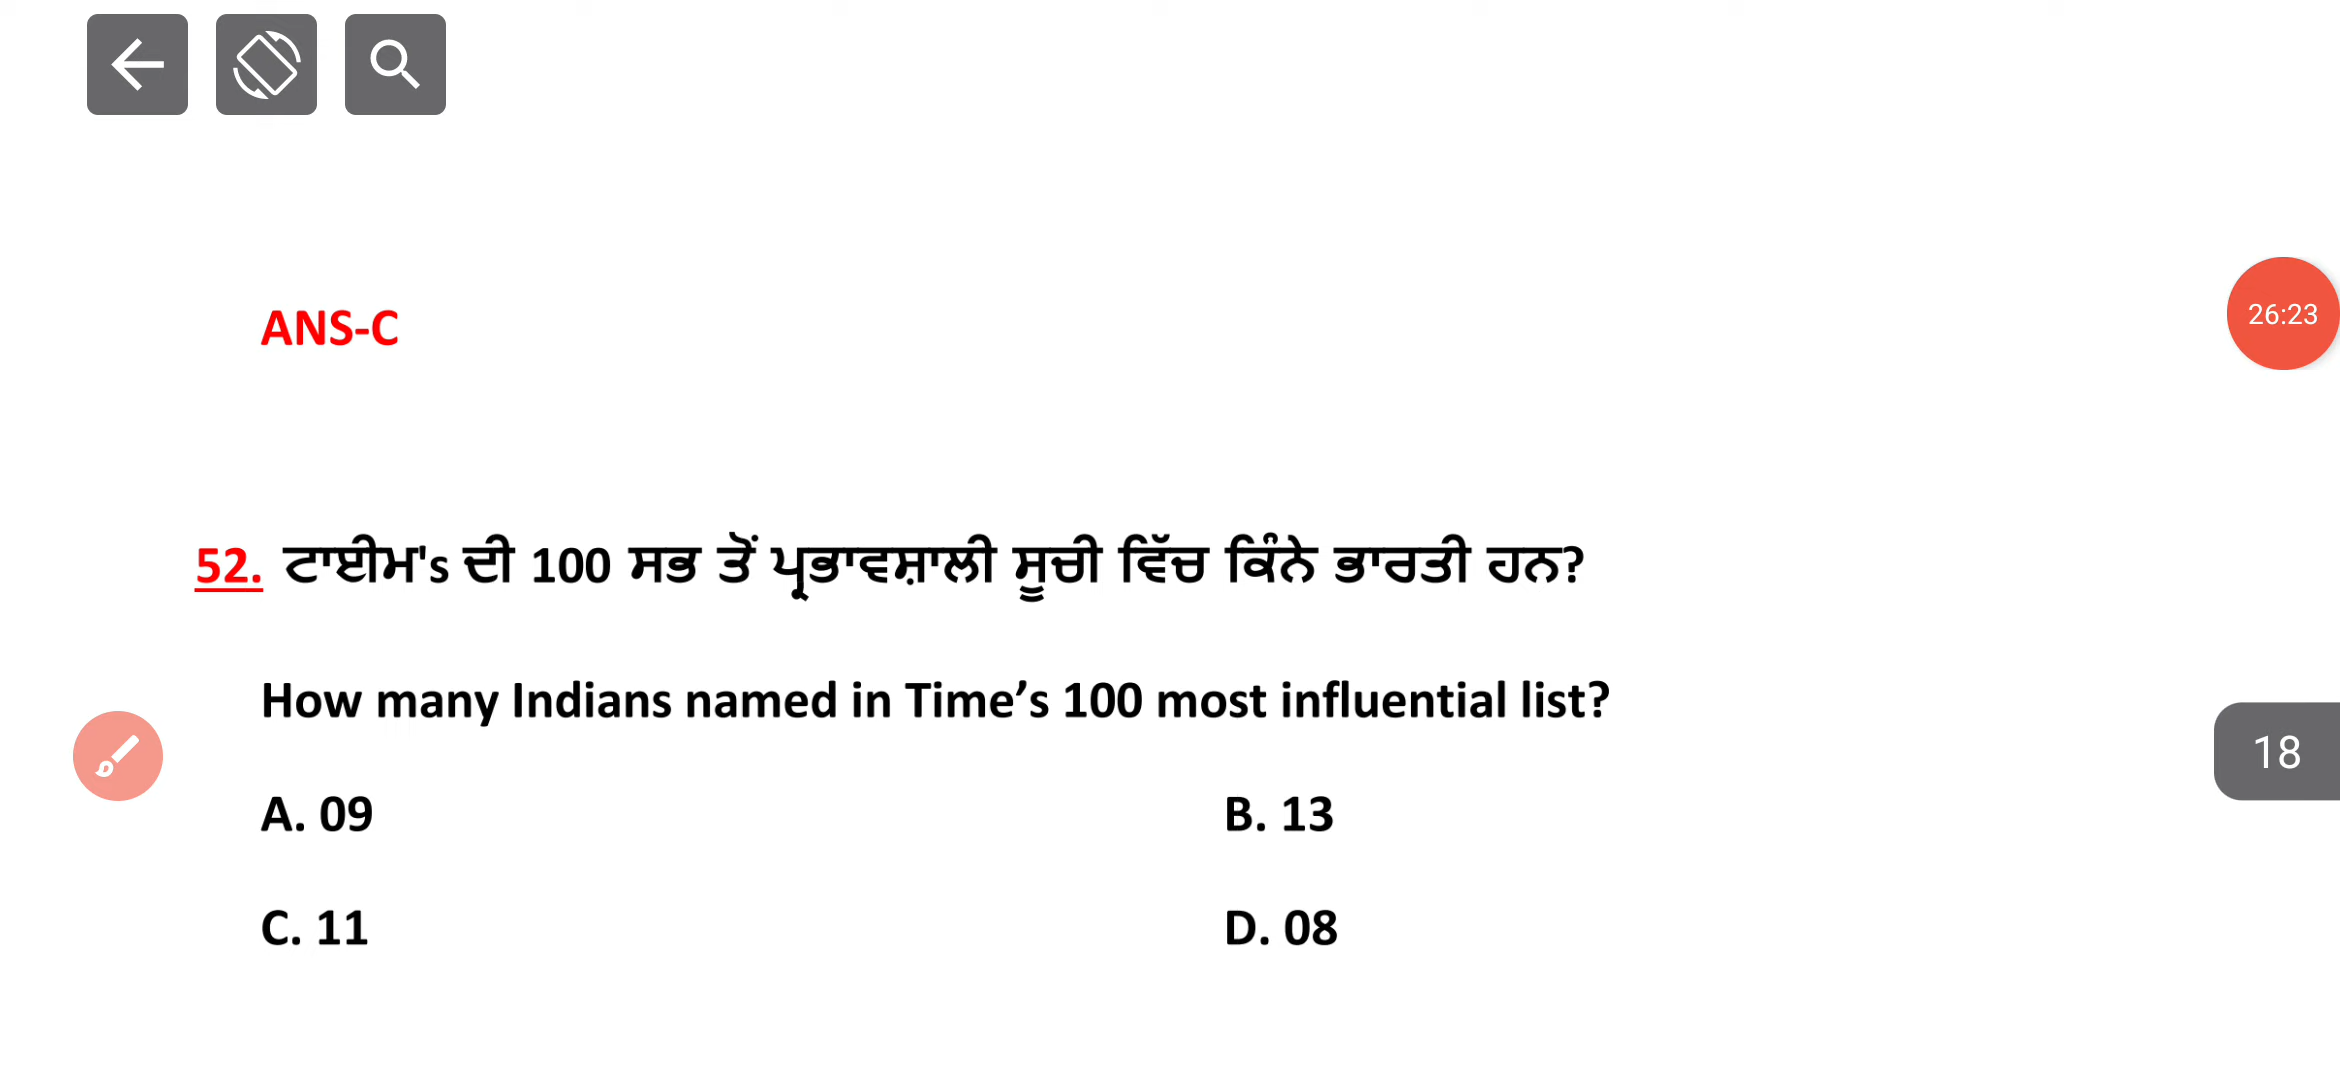 ANS-C
26:23
52. ਟਾਈਮ's ਦੀ 100 ਸਭ ਤੋਂ ਪ੍ਰਭਾਵਸ਼ਾਲੀ ਸੂਚੀ ਵਿੱਚ ਕਿੰਨੇ ਭਾਰਤੀ ਹਨ?
How many Indians named in Time’s 100 most influential list?
18
A. 09 B. 13
C. 11 D. 08